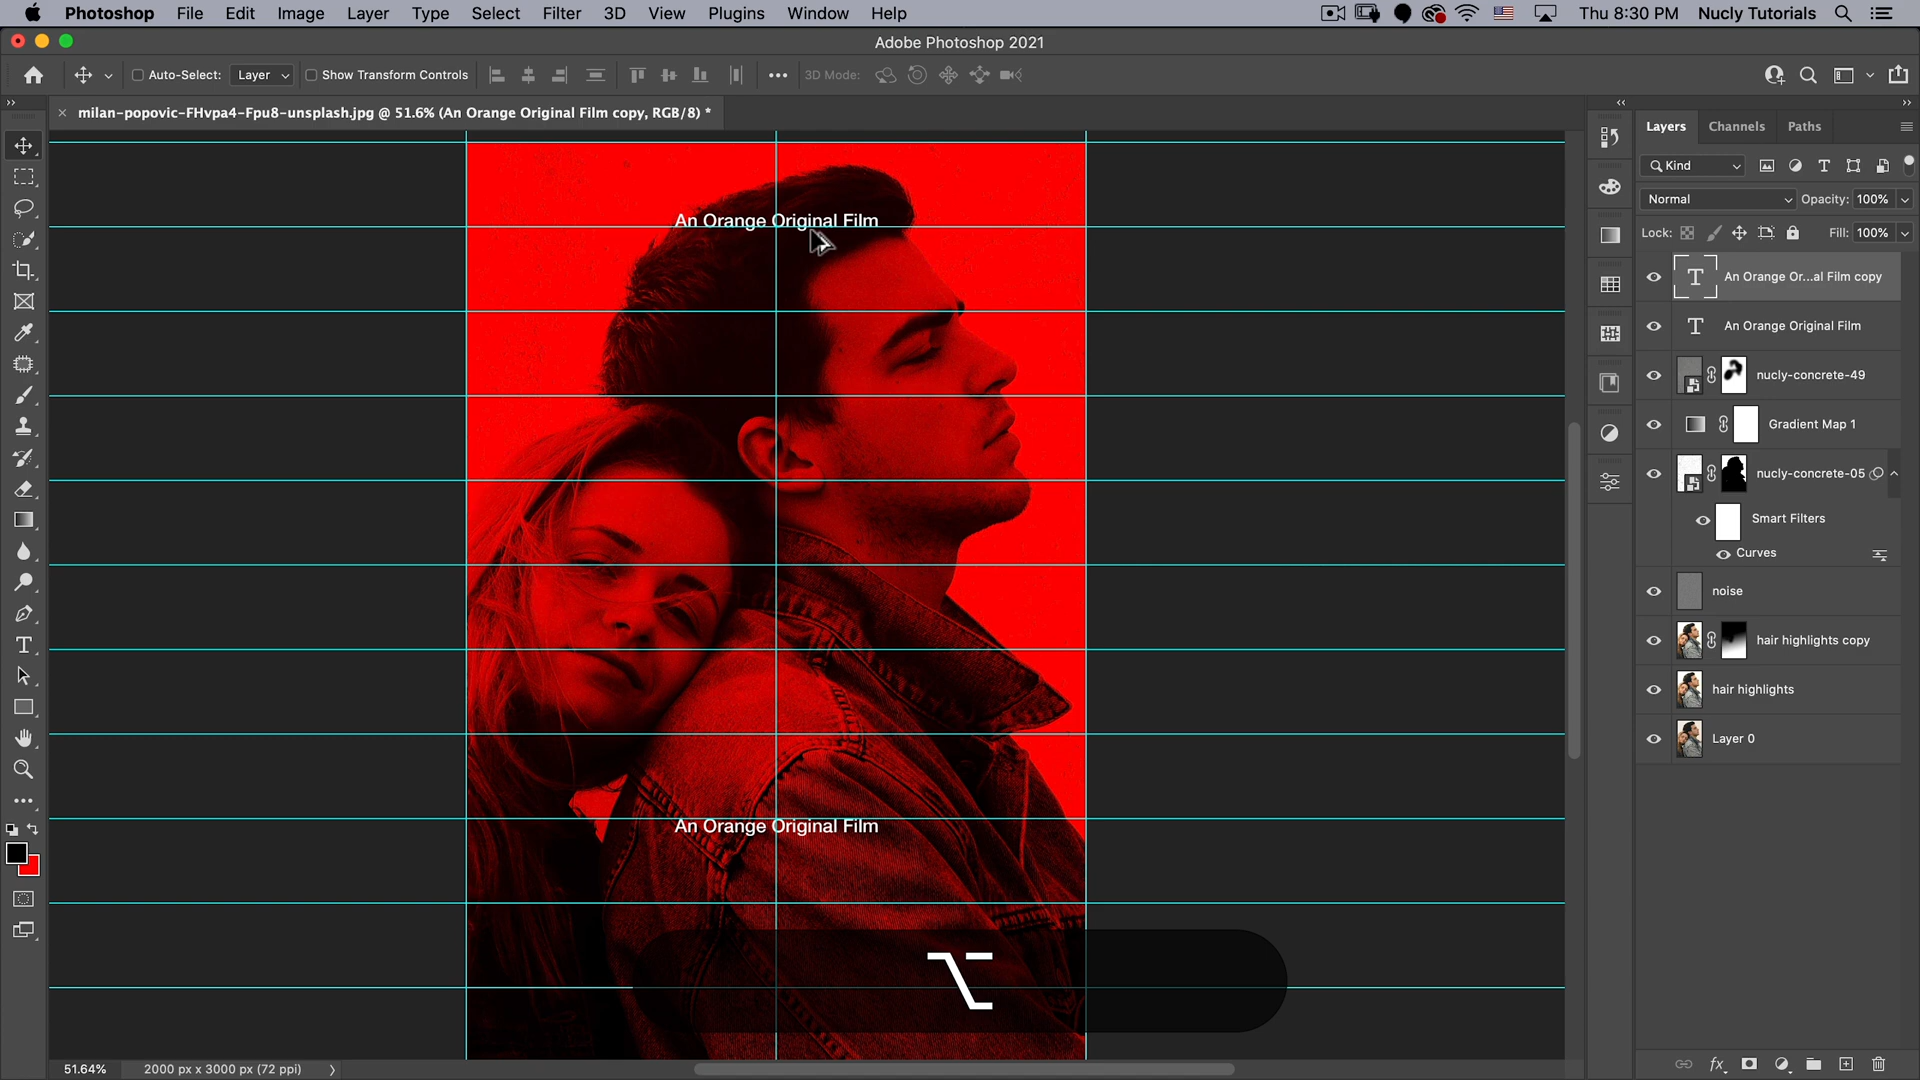 Photoshop File Edit Image Layer Type Select Filter 3D View Plugins Window Help Thu 8:30 PM Nucly Tutorials
Adobe Photoshop 2021
Auto-Select: Layer Show Transform Controls 3D Mode:
milan-popovic-FHvpa4-Fpu8-unsplash.jpg @ 51.6% (An Orange Original Film copy, RGB/8) *
Layers Channels Paths
Kind
Normal Opacity: 100%
Lock: Fill: 100%
An Orange Original Film
An Orange Or...al Film copy
An Orange Original Film
nucly-concrete-49
Gradient Map 1
nucly-concrete-05
Smart Filters
Curves
noise
hair highlights copy
hair highlights
Layer 0
An Orange Original Film
51.64% 2000 px x 3000 px (72 ppi)